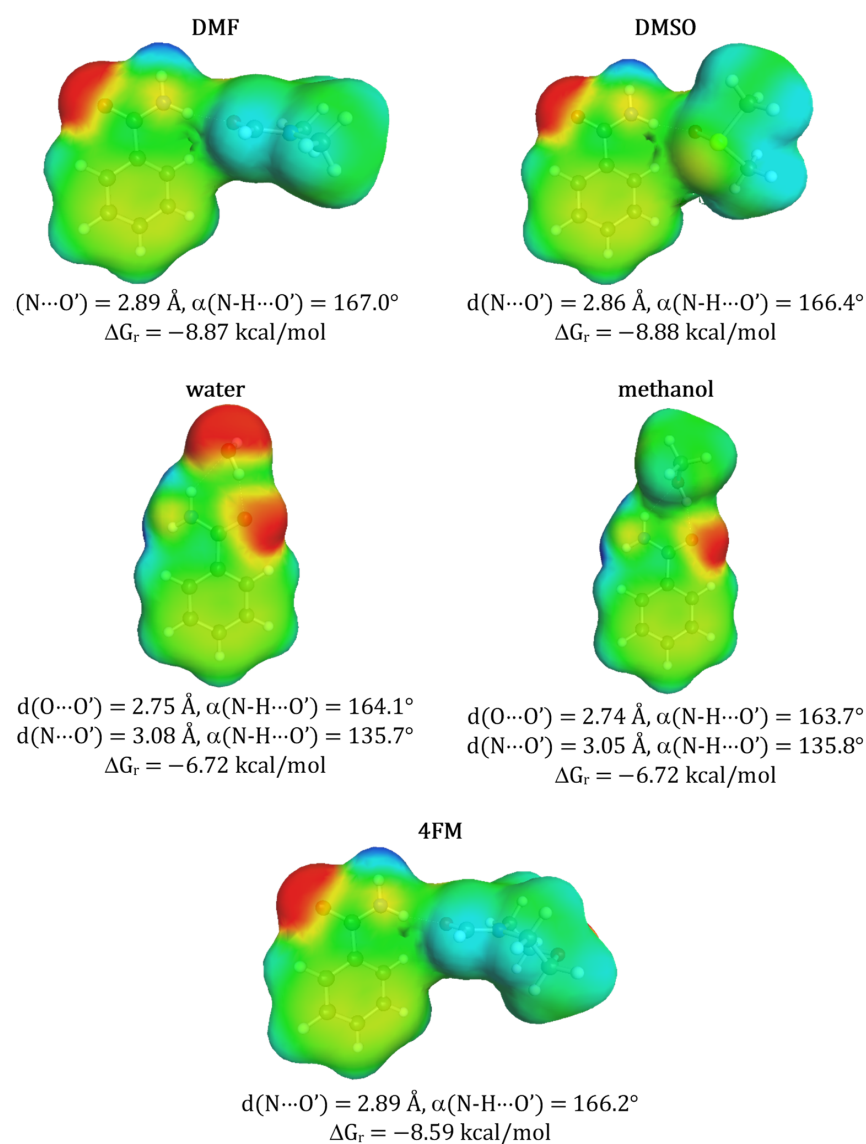 DMF
DMSO
(N···O’) = 2.89 Å, α(N-H···O’) = 167.0°
ΔGr = −8.87 kcal/mol
d(N···O’) = 2.86 Å, α(N-H···O’) = 166.4°
ΔGr = −8.88 kcal/mol
water
methanol
d(O···O’) = 2.75 Å, α(N-H···O’) = 164.1°
d(N···O’) = 3.08 Å, α(N-H···O’) = 135.7°
ΔGr = −6.72 kcal/mol
d(O···O’) = 2.74 Å, α(N-H···O’) = 163.7°
d(N···O’) = 3.05 Å, α(N-H···O’) = 135.8°
ΔGr = −6.72 kcal/mol
4FM
d(N···O’) = 2.89 Å, α(N-H···O’) = 166.2°
ΔGr = −8.59 kcal/mol